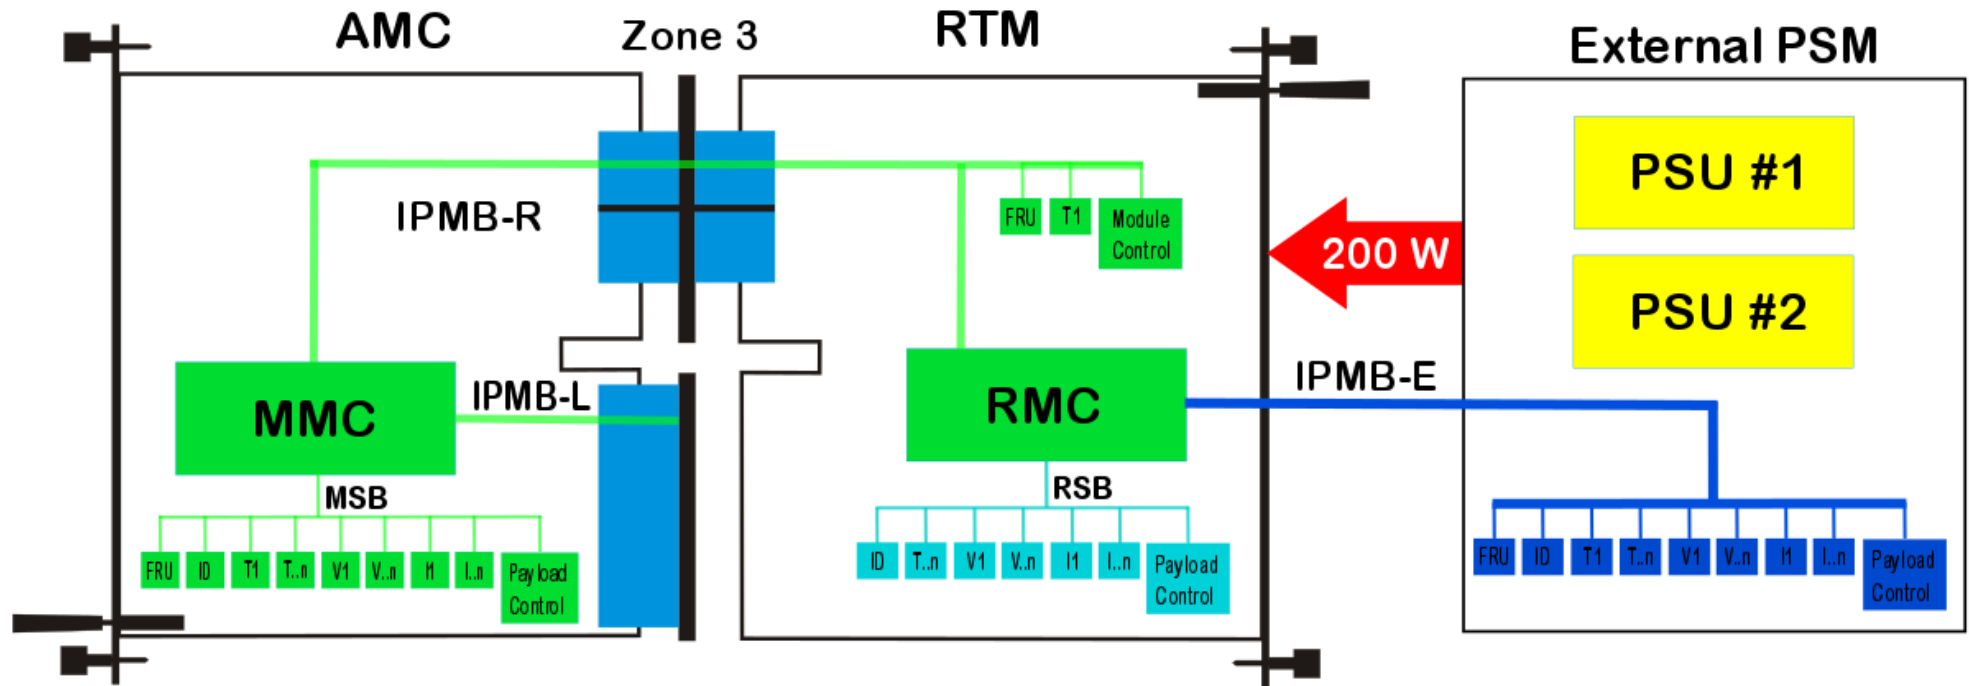 AMC
Zone 3
RTM
External PSM
IPMB-R
FRU
T1
Module
Control
200 W
PSU #1
PSU #2
MMC
IPMB-L
RMC
IPMB-E
MSB
RSB
FRU ID T1 T..n V1 V..n I1 I..n Payload
Control
ID T..n V1 V..n I1 I..n Payload
Control
FRU ID T1 T..n V1 V..n I1 I..n Payload
Control